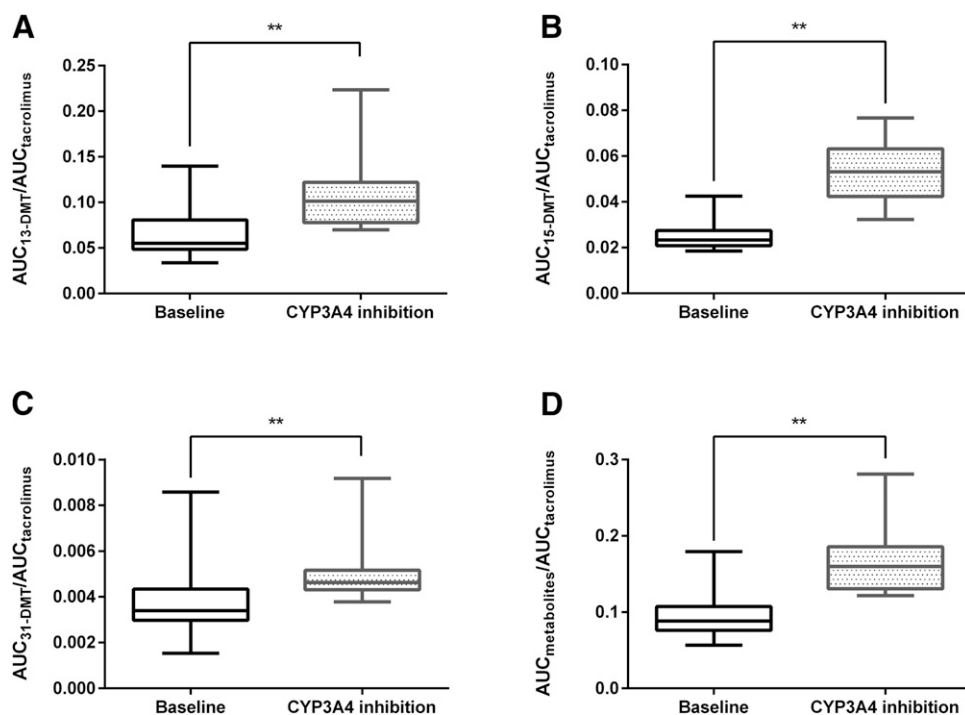 A
**
AUC13-DMT/AUCtacrolimus
0.25
0.20
0.15
0.10
0.05
0.00
Baseline
CYP3A4 inhibition
B
**
AUC15-DMT/AUCtacrolimus
0.10
0.08
0.06
0.04
0.02
0.00
Baseline
CYP3A4 inhibition
C
**
AUC31-DMT/AUCtacrolimus
0.010
0.008
0.006
0.004
0.002
0.000
Baseline
CYP3A4 inhibition
D
**
AUCmetabolites/AUCtacrolimus
0.3
0.2
0.1
0.0
Baseline
CYP3A4 inhibition